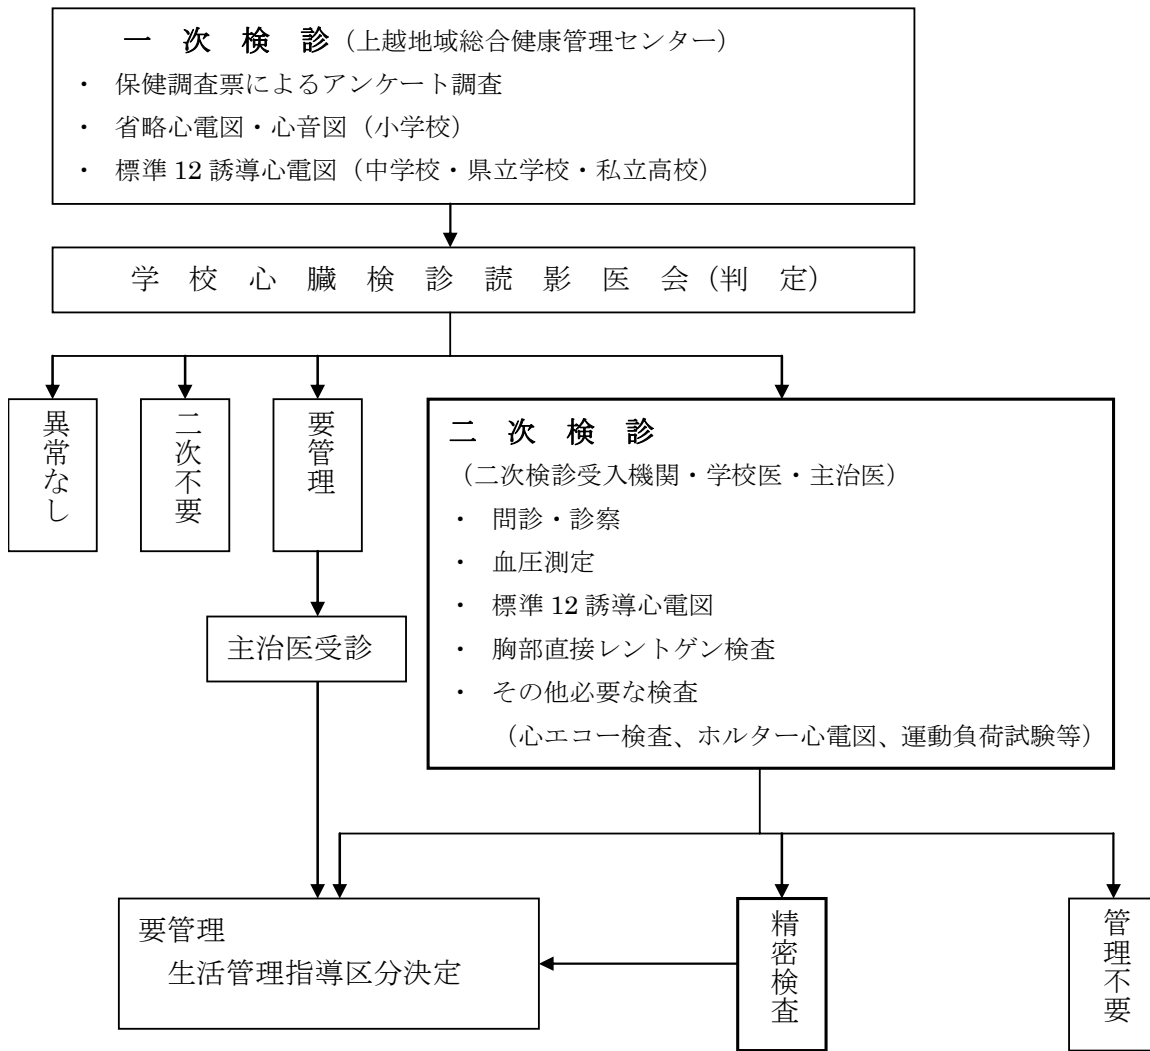 一 次 検 診（上越地域総合健康管理センター）
・ 保健調査票によるアンケート調査
・ 省略心電図・心音図（小学校）
・ 標準 12 誘導心電図（中学校・県立学校・私立高校）
学 校 心 臓 検 診 読 影 医 会（判 定）
異常なし
二次不要
要管理
二 次 検 診
（二次検診受入機関・学校医・主治医）
・ 問診・診察
・ 血圧測定
・ 標準 12 誘導心電図
・ 胸部直接レントゲン検査
・ その他必要な検査
（心エコー検査、ホルター心電図、運動負荷試験等）
主治医受診
要管理
生活管理指導区分決定
精密検査
管理不要